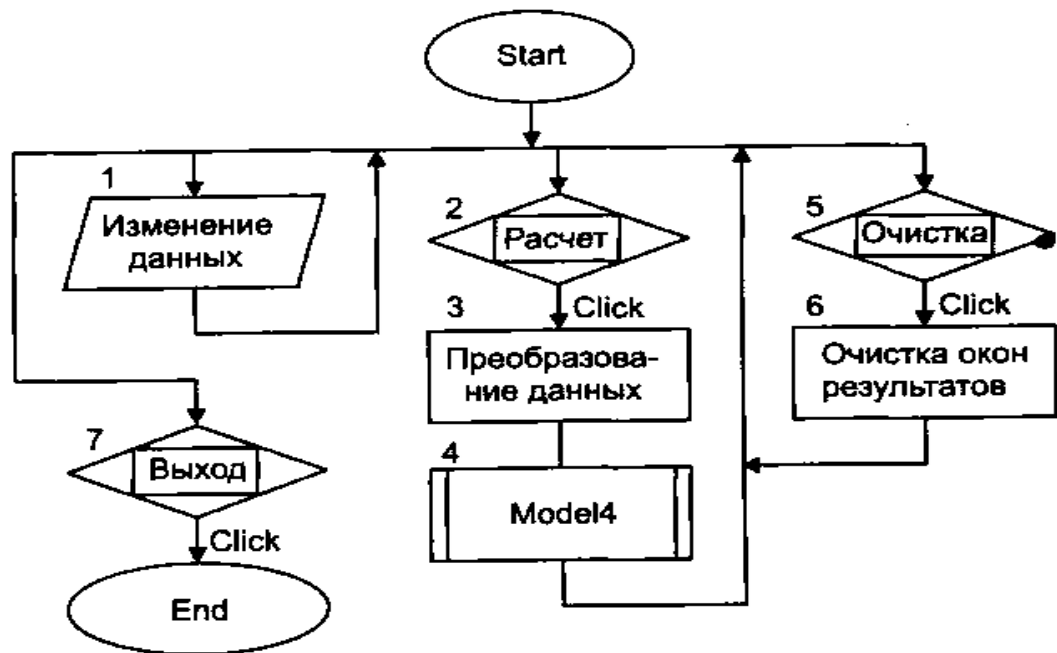 Start
1
Изменение
данных
2
Расчет
Click
3
Преобразова-
ние данных
4
Model4
5
Очистка
Click
6
Очистка окон
результатов
7
Выход
Click
End